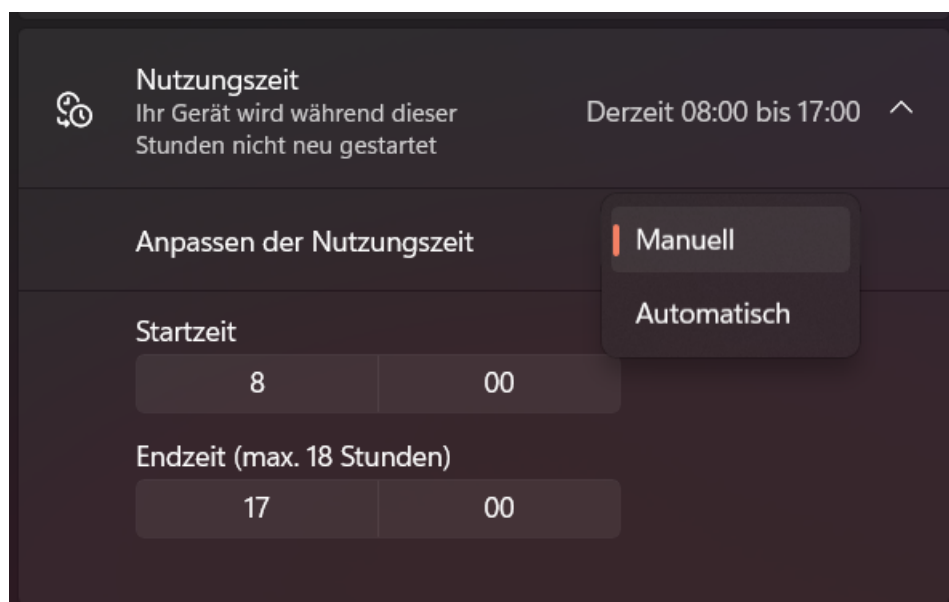 Nutzungszeit
Ihr Gerät wird während dieser
Stunden nicht neu gestartet
Derzeit 08:00 bis 17:00
Anpassen der Nutzungszeit
Manuell
Automatisch
Startzeit
8 00
Endzeit (max. 18 Stunden)
17 00